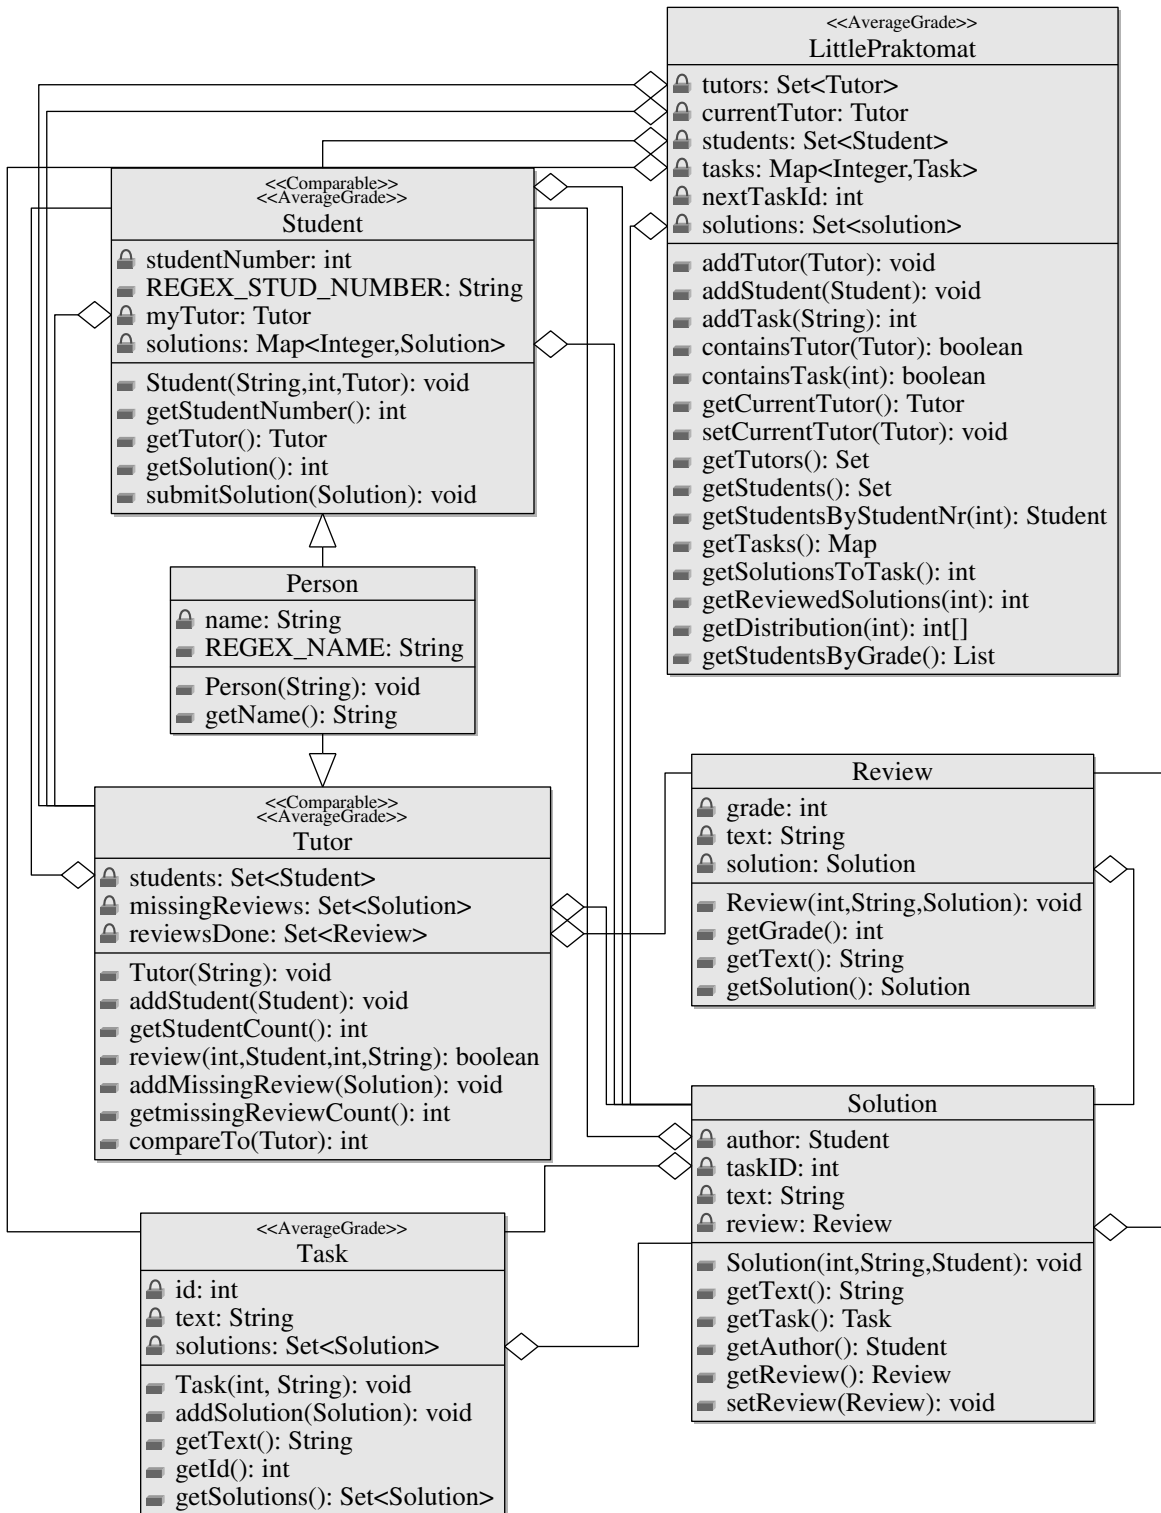 <<AverageGrade>>
LittlePraktomat
tutors: Set<Tutor>
currentTutor: Tutor
students: Set<Student>
tasks: Map<Integer,Task>
nextTaskId: int
solutions: Set<solution>
addTutor(Tutor): void
addStudent(Student): void
addTask(String): int
containsTutor(Tutor): boolean
containsTask(int): boolean
getCurrentTutor(): Tutor
setCurrentTutor(Tutor): void
getTutors(): Set
getStudents(): Set
getStudentsByStudentNr(int): Student
getTasks(): Map
getSolutionsToTask(): int
getReviewedSolutions(int): int
getDistribution(int): int[]
getStudentsByGrade(): List
<<Comparable>>
<<AverageGrade>>
Student
studentNumber: int
REGEX_STUD_NUMBER: String
myTutor: Tutor
solutions: Map<Integer,Solution>
Student(String,int,Tutor): void
getStudentNumber(): int
getTutor(): Tutor
getSolution(): int
submitSolution(Solution): void
Person
name: String
REGEX_NAME: String
Person(String): void
getName(): String
<<Comparable>>
<<AverageGrade>>
Tutor
students: Set<Student>
missingReviews: Set<Solution>
reviewsDone: Set<Review>
Tutor(String): void
addStudent(Student): void
getStudentCount(): int
review(int,Student,int,String): boolean
addMissingReview(Solution): void
getmissingReviewCount(): int
compareTo(Tutor): int
Review
grade: int
text: String
solution: Solution
Review(int,String,Solution): void
getGrade(): int
getText(): String
getSolution(): Solution
Solution
author: Student
taskID: int
text: String
review: Review
Solution(int,String,Student): void
getText(): String
getTask(): Task
getAuthor(): Student
getReview(): Review
setReview(Review): void
<<AverageGrade>>
Task
id: int
text: String
solutions: Set<Solution>
Task(int, String): void
addSolution(Solution): void
getText(): String
getId(): int
getSolutions(): Set<Solution>